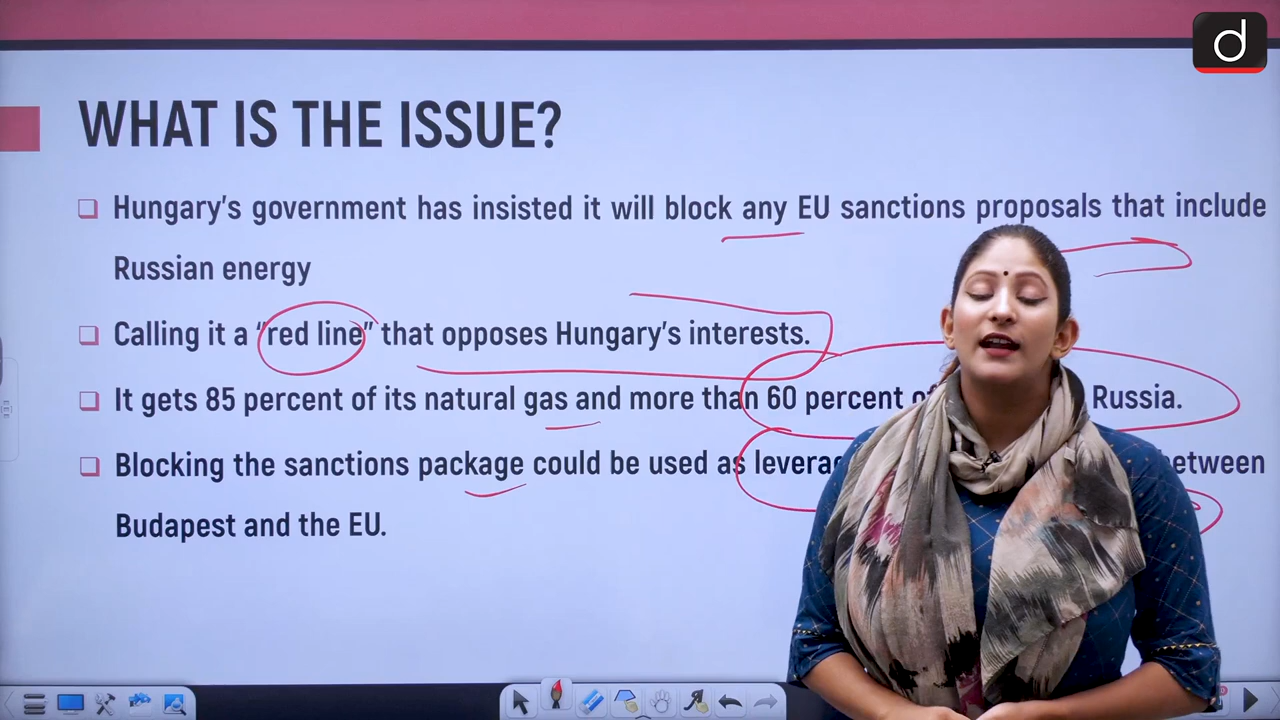 d
WHAT IS THE ISSUE?
Hungary's government has insisted it will block any EU sanctions proposals that include
Russian energy
Calling it a "red line" that opposes Hungary's interests.
It gets 85 percent of its natural gas and more than 60 percent Russia.
Blocking the sanctions package could be used as between
Budapest and the EU.